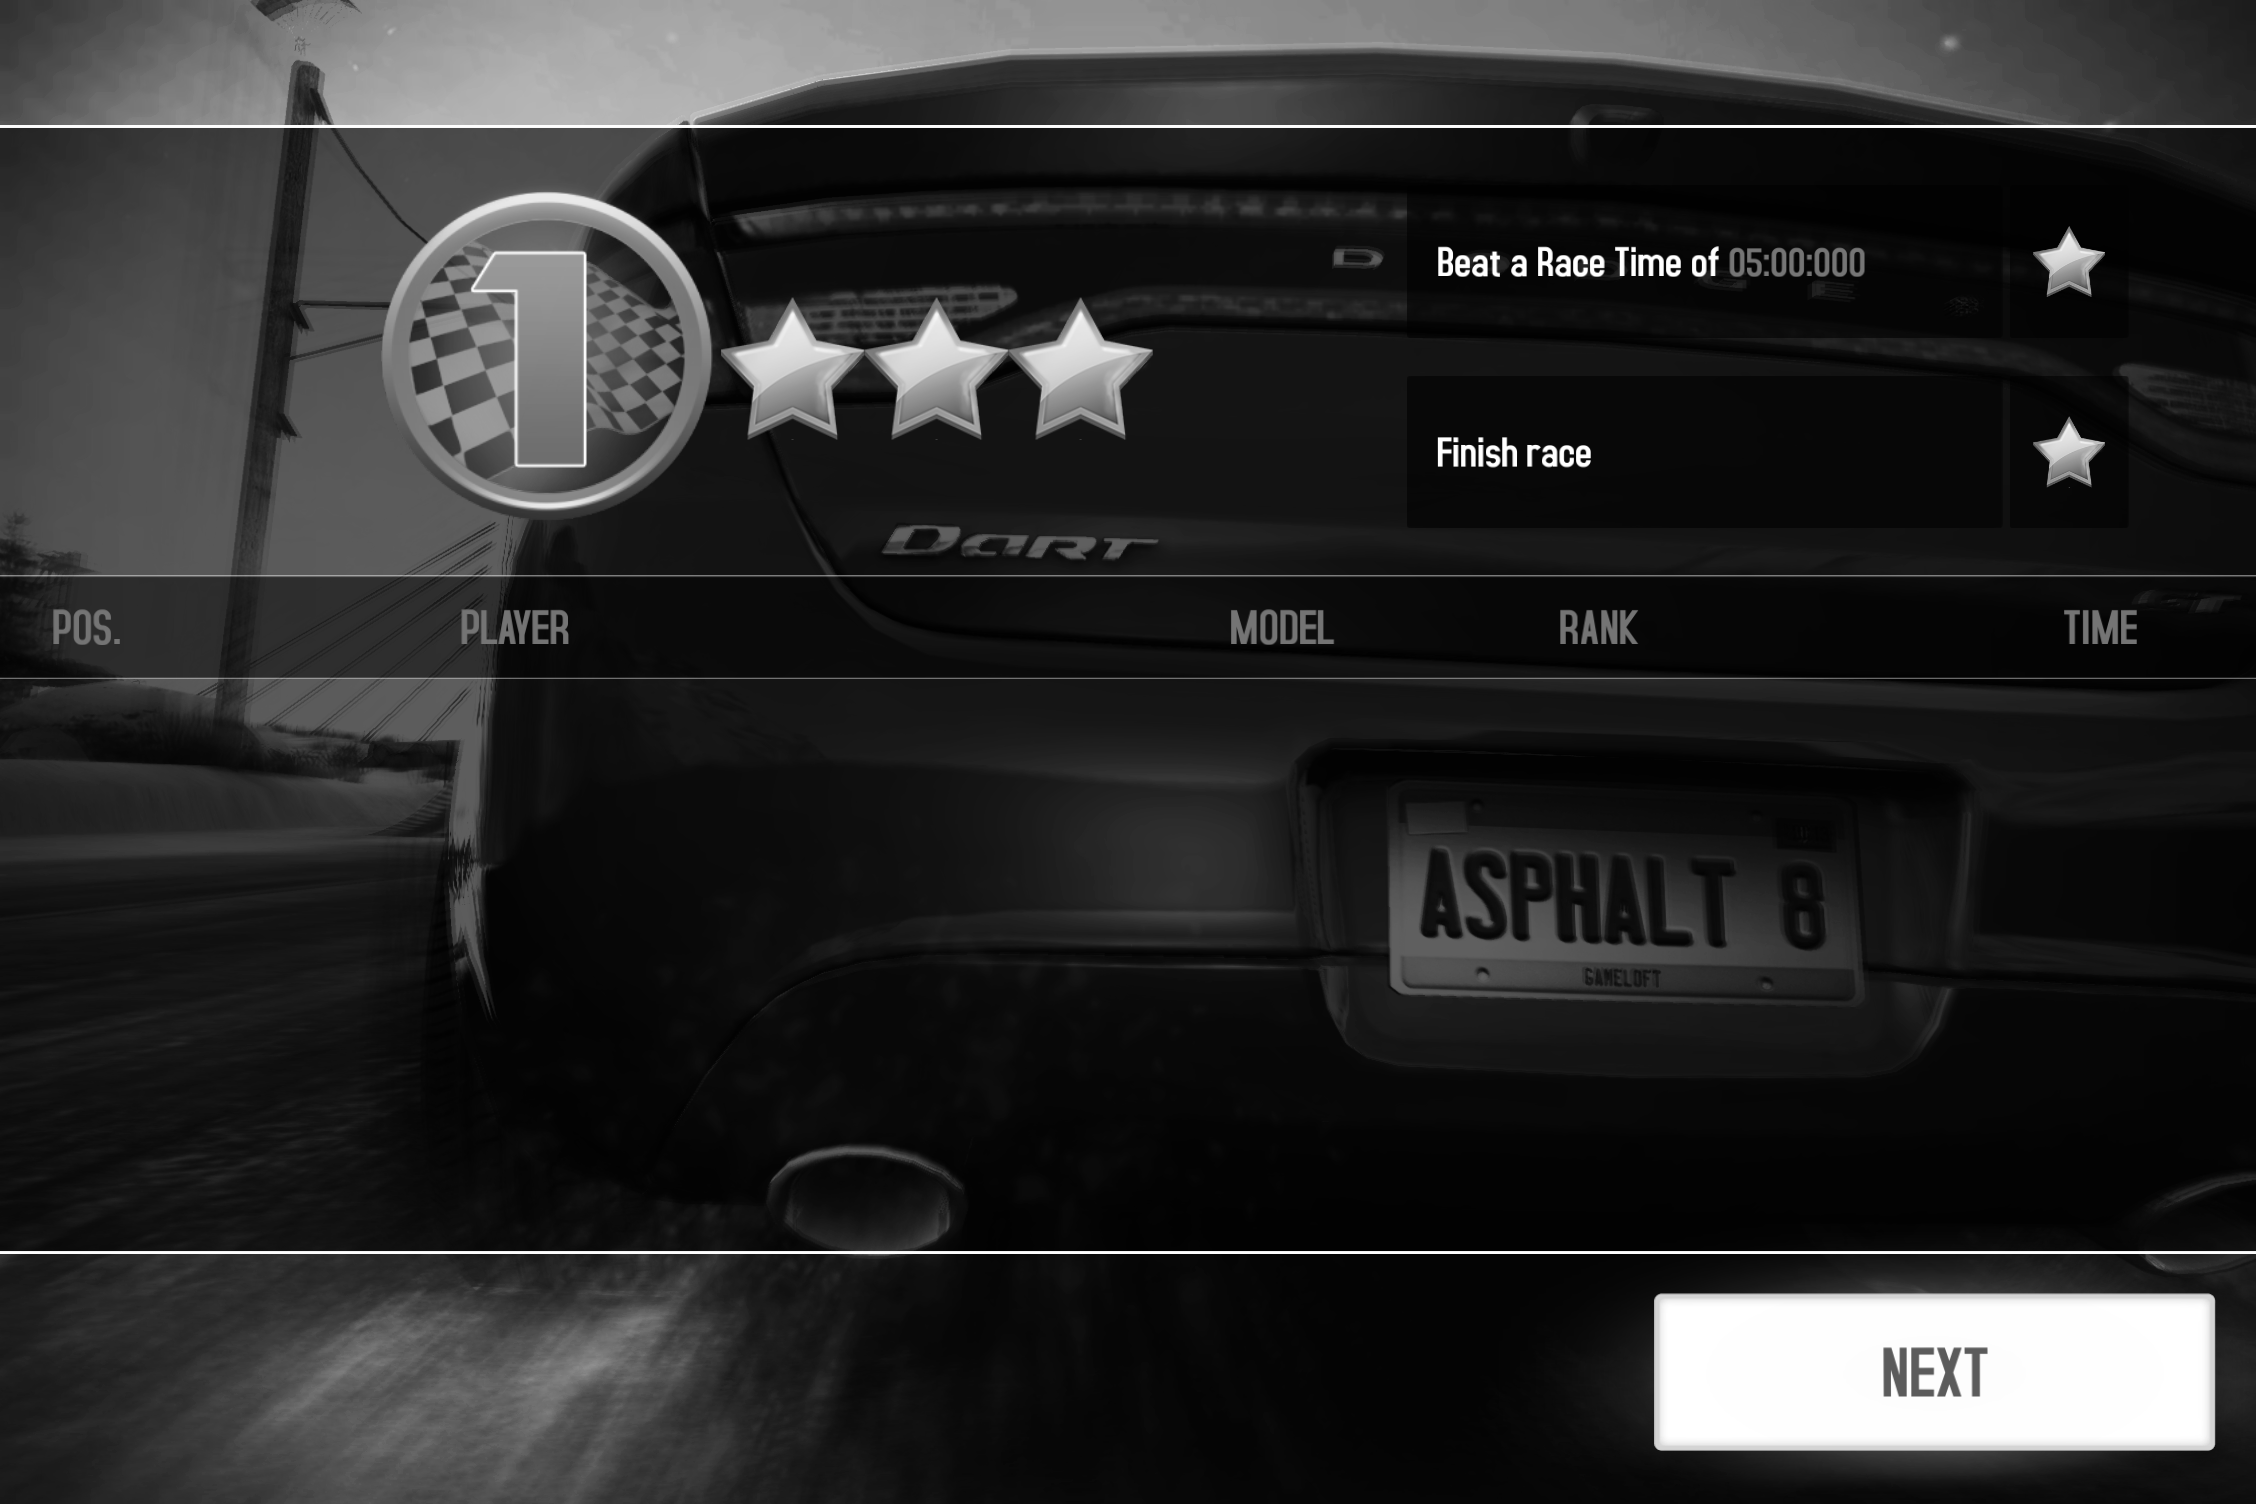 1
Beat a Race Time of 05:00:000
Finish race
DART
POS. PLAYER MODEL RANK TIME
ASPHALT 8
GAMELOFT
NEXT